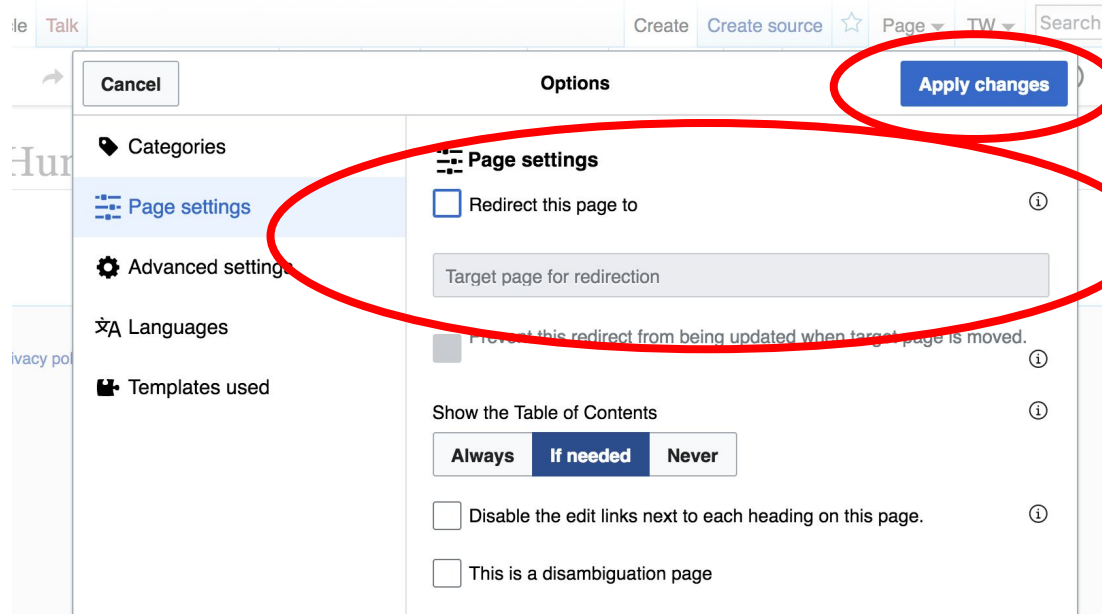 le Talk Create Create source Page TW Search
Cancel Options Apply changes
Hur
Categories
Page settings
Advanced settings
Languages
Templates used
ivacy pol
Page settings
Redirect this page to
Target page for redirection
Prevent this redirect from being updated when target page is moved.
Show the Table of Contents
Always If needed Never
Disable the edit links next to each heading on this page.
This is a disambiguation page